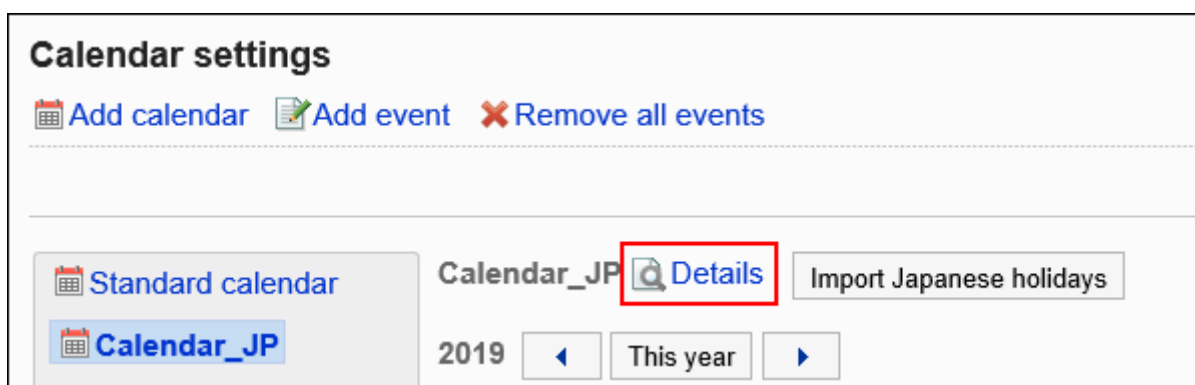 Calendar settings
Add calendar Add event Remove all events
Standard calendar
Calendar_JP
Calendar_JP Details Import Japanese holidays
2019 This year